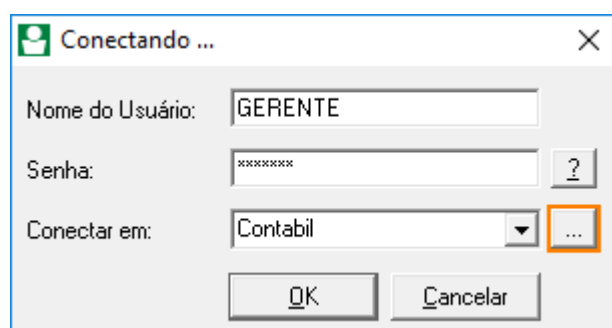 Conectando ...
Nome do Usuário: GERENTE
Senha: ******* ?
Conectar em: Contabil ...
OK Cancelar